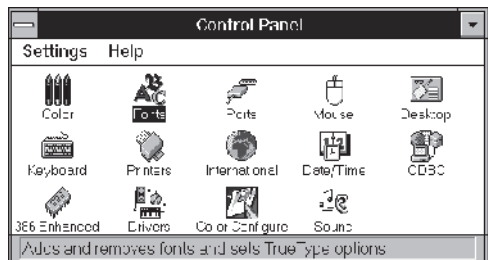 Control Panel
Settings Help
Color Fonts Ports Mouse Desktop
Keyboard Printers International Date/Time ODBC
386 Enhanced Drivers Color Configure Sound
Adds and removes fonts and sets TrueType options